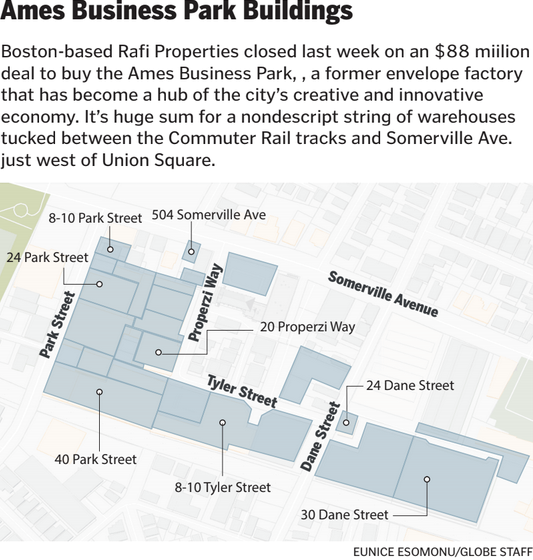 Ames Business Park Buildings
Boston-based Rafi Properties closed last week on an $88 miilion
deal to buy the Ames Business Park, , a former envelope factory
that has become a hub of the city's creative and innovative
economy. It's huge sum for a nondescript string of warehouses
tucked between the Commuter Rail tracks and Somerville Ave.
just west of Union Square.
8-10 Park Street
504 Somerville Ave
24 Park Street
Properzi Way
Somerville Avenue
Park Street
20 Properzi Way
Tyler Street
24 Dane Street
Dane Street
40 Park Street
8-10 Tyler Street
30 Dane Street
EUNICE ESOMONU/GLOBE STAFF